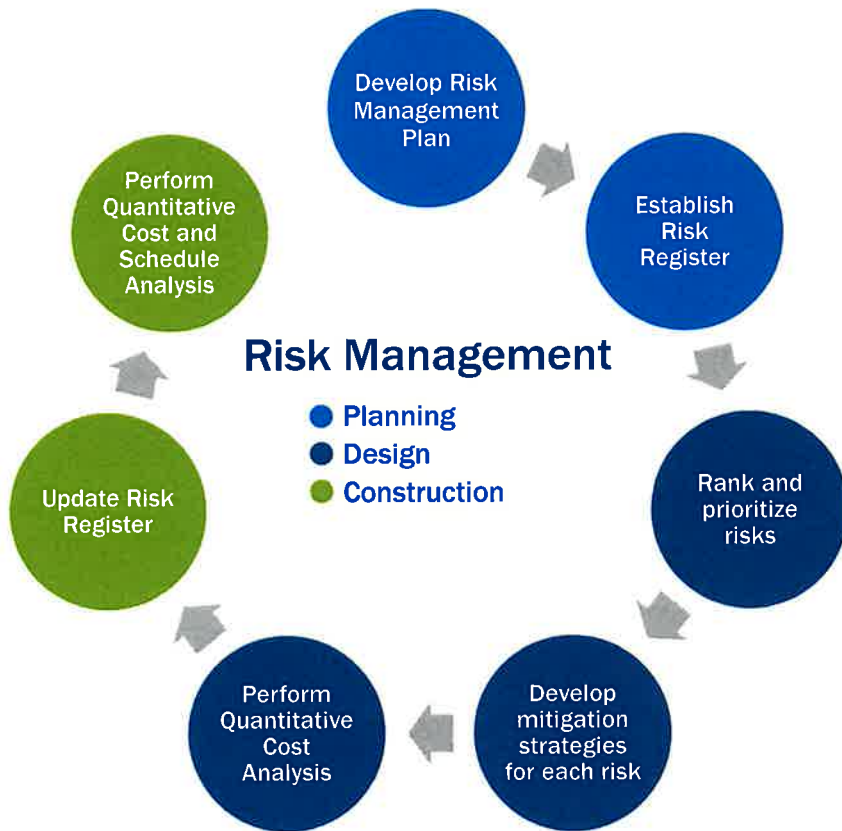 Develop Risk
Management
Plan
Establish
Risk
Register
Rank and
prioritize
risks
Develop
mitigation
strategies
for each risk
Perform
Quantitative
Cost
Analysis
Update Risk
Register
Perform
Quantitative
Cost and
Schedule
Analysis
Risk Management
Planning
Design
Construction